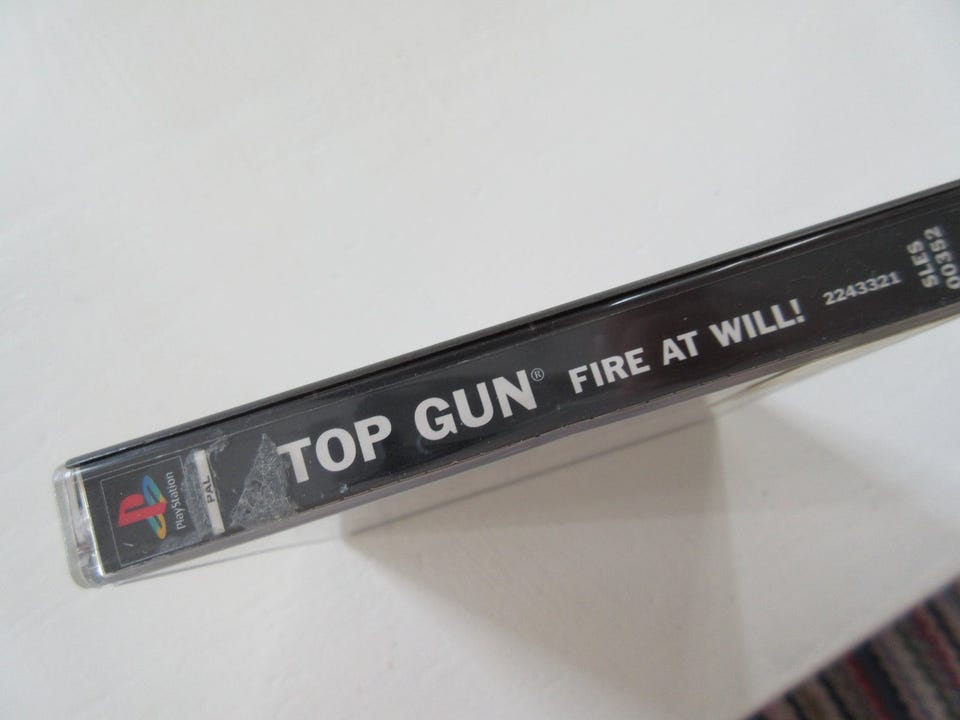 PlayStation
PAL
TOP GUN® FIRE AT WILL!
2243321
SLES
00352